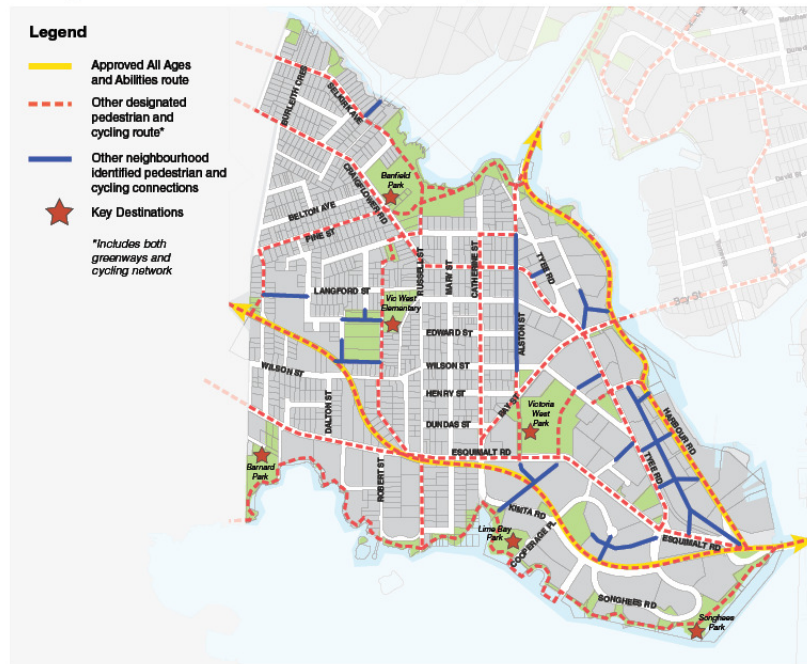 Legend
Approved All Ages
and Abilities route
Other designated
pedestrian and
cycling route*
Other neighbourhood
identified pedestrian and
cycling connections
Key Destinations
*Includes both
greenways and
cycling network
BURLEITH CRES
SELKIRK AVE
CRAIGFLOWER RD
Banfield
Park
BELTON AVE
PINE ST
LANGFORD ST
Vic West
Elementary
RUSSELL ST
MARY ST
CATHERINE ST
TYEE RD
ALSTON ST
EDWARD ST
WILSON ST
WILSON ST
HENRY ST
DALTON ST
DUNDAS ST
BAY ST
Bay St
Victoria
West
Park
ESQUIMALT RD
Barnard
Park
ROBERT ST
HARBOUR RD
TYEE RD
KIMTA RD
Lime Bay
Park
COOPERAGE PL
ESQUIMALT RD
SONGHEES RD
Songhees
Park